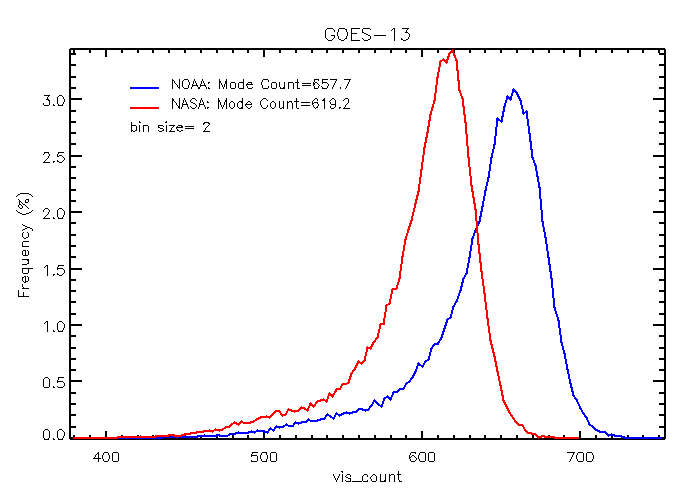 GOES-13
NOAA: Mode Count=657.7
NASA: Mode Count=619.2
bin size= 2
Frequency (%)
3.0
2.5
2.0
1.5
1.0
0.5
0.0
400 500 600 700
vis_count